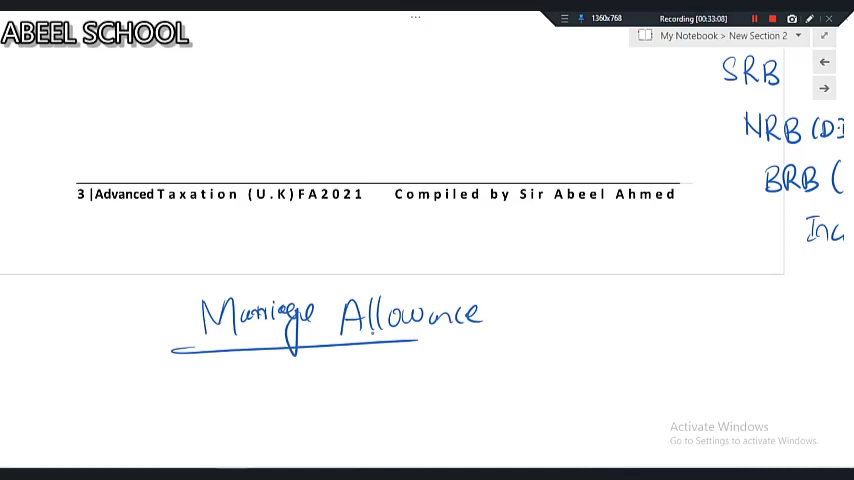 ABEEL SCHOOL
1360x768
Recording [00:33:08]
My Notebook > New Section 2
SRB
NRB (D:
BRB (
Inc
3 |Advanced Taxation (U.K)FA2021 Compiled by Sir Abeel Ahmed
Marriage Allowance
Activate Windows
Go to Settings to activate Windows.